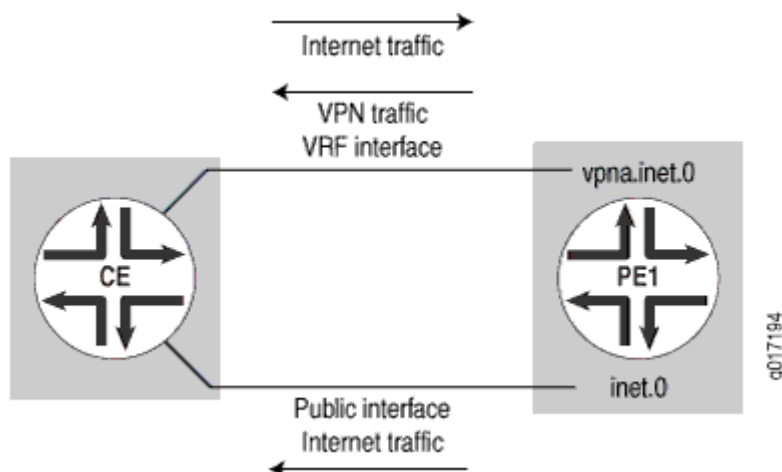 Internet traffic
VPN traffic
VRF interface
vpna.inet.0
CE
PE1
inet.0
Public interface
Internet traffic
g017194